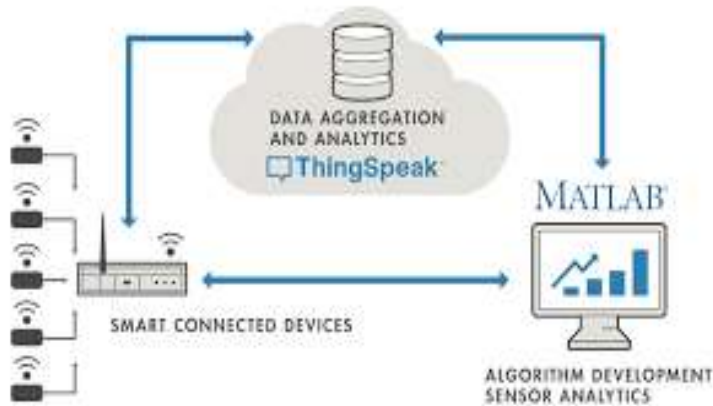 DATA AGGREGATION
AND ANALYTICS
ThingSpeak
MATLAB
SMART CONNECTED DEVICES
ALGORITHM DEVELOPMENT
SENSOR ANALYTICS